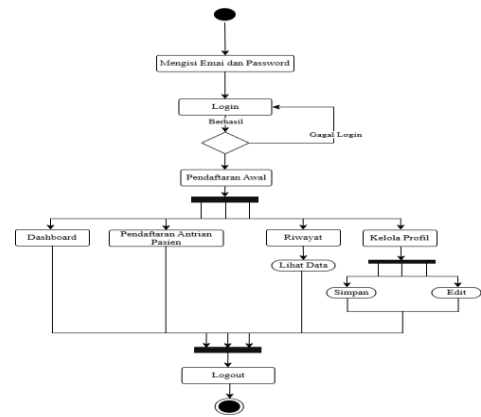 Mengisi Emai dan Password
Login
Berhasil
Gagal Login
Pendaftaran Awal
Dashboard
Pendaftaran Antrian
Pasien
Riwayat
Kelola Profil
Lihat Data
Simpan
Edit
Logout